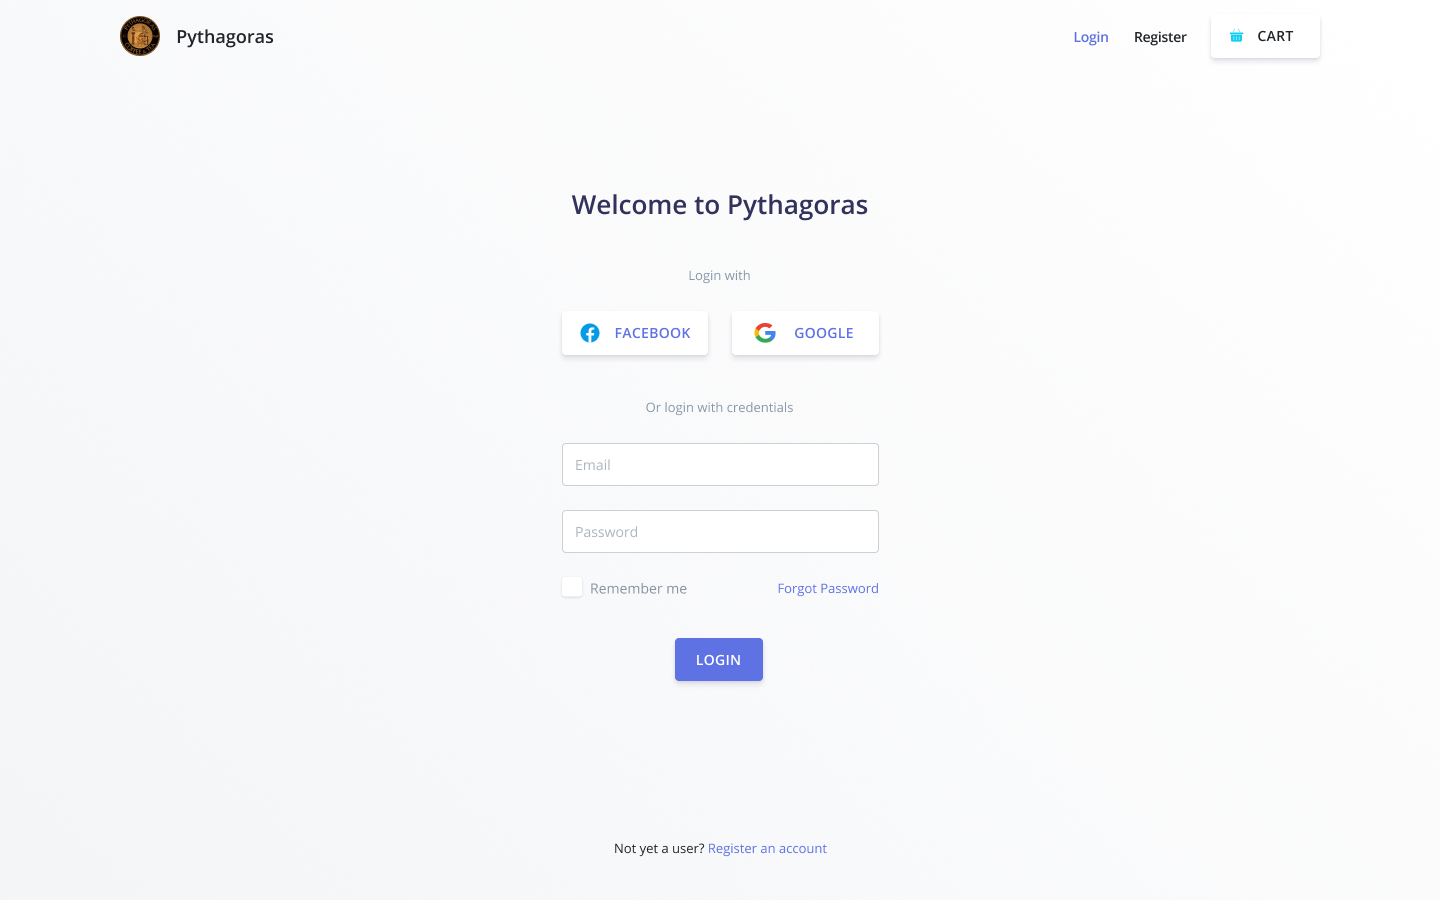 Pythagoras
Login
Register
CART
Welcome to Pythagoras
Login with
FACEBOOK
GOOGLE
Or login with credentials
Email
Password
Remember me
Forgot Password
LOGIN
Not yet a user? Register an account